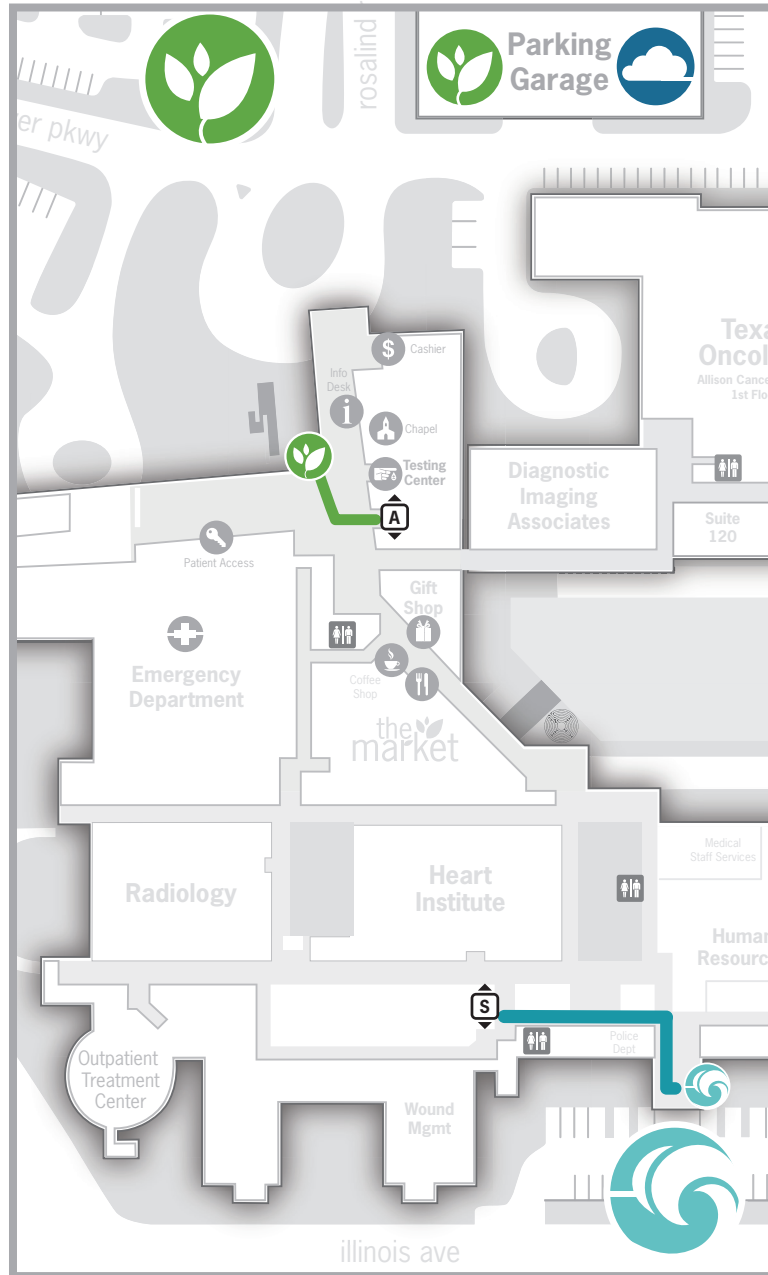 rosalind
Parking
Garage
er pkwy
Texa
Oncol
Allison Cance
1st Flo
$
Cashier
Info
Desk
i
Chapel
Testing
Center
A
Diagnostic
Imaging
Associates
Suite
120
Patient Access
Gift
Shop
Emergency
Department
Coffee
Shop
the
market
Medical
Staff Services
Radiology
Heart
Institute
Human
Resourc
S
Police
Dept
Outpatient
Treatment
Center
Wound
Mgmt
illinois ave